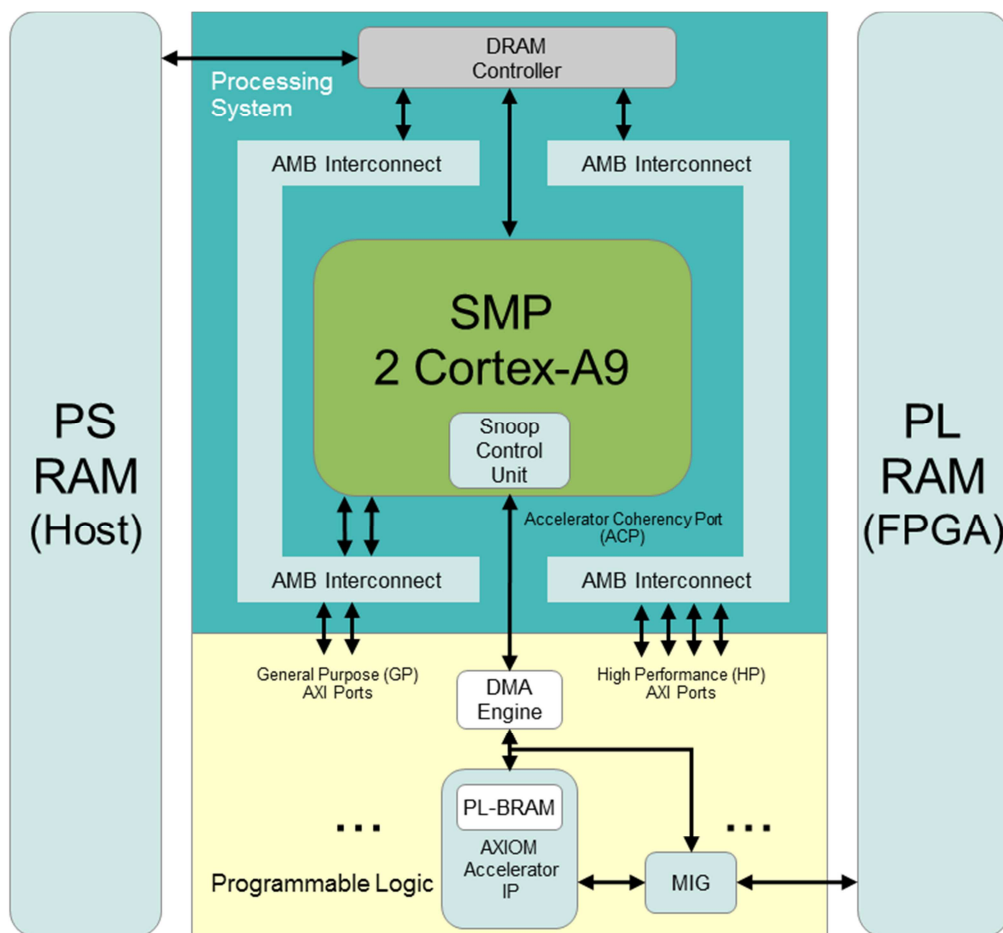 PS
RAM
(Host)
Processing
System
DRAM
Controller
AMB Interconnect
AMB Interconnect
SMP
2 Cortex-A9
Snoop
Control
Unit
Accelerator Coherency Port
(ACP)
AMB Interconnect
AMB Interconnect
General Purpose (GP)
AXI Ports
High Performance (HP)
AXI Ports
DMA
Engine
PL-BRAM
AXIOM
Accelerator
IP
...
...
Programmable Logic
MIG
PL
RAM
(FPGA)